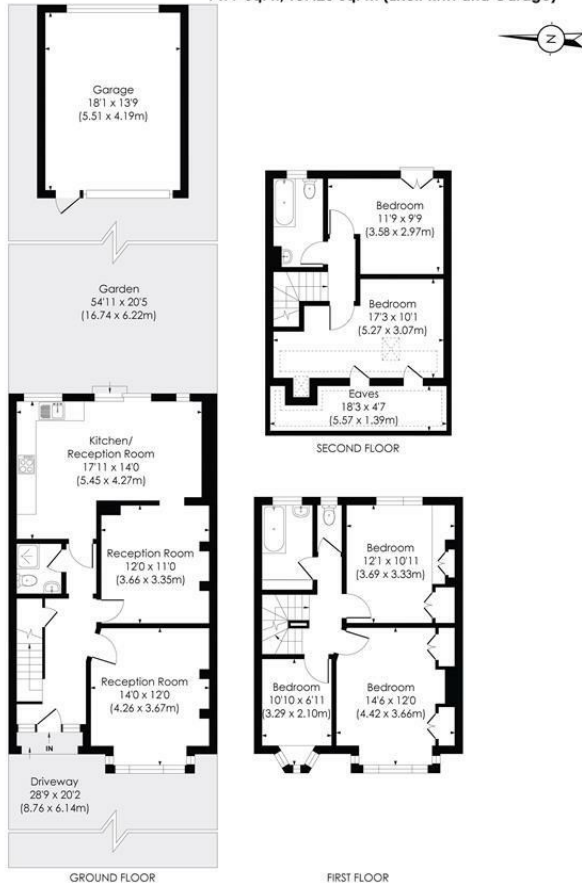 Sq. m and Garage)
N
Garage
18'1 x 13'9
(5.51 x 4.19m)
Garden
54'11 x 20'5
(16.74 x 6.22m)
Kitchen/
Reception Room
17'11 x 14'0
(5.45 x 4.27m)
Reception Room
12'0 x 11'0
(3.66 x 3.35m)
Reception Room
14'0 x 12'0
(4.26 x 3.67m)
IN
Driveway
28'9 x 20'2
(8.76 x 6.14m)
GROUND FLOOR
Bedroom
11'9 x 9'9
(3.58 x 2.97m)
Bedroom
17'3 x 10'1
(5.27 x 3.07m)
Eaves
18'3 x 4'7
(5.57 x 1.39m)
SECOND FLOOR
Bedroom
12'1 x 10'11
(3.69 x 3.33m)
Bedroom
10'10 x 6'11
(3.29 x 2.10m)
Bedroom
14'6 x 12'0
(4.42 x 3.66m)
FIRST FLOOR